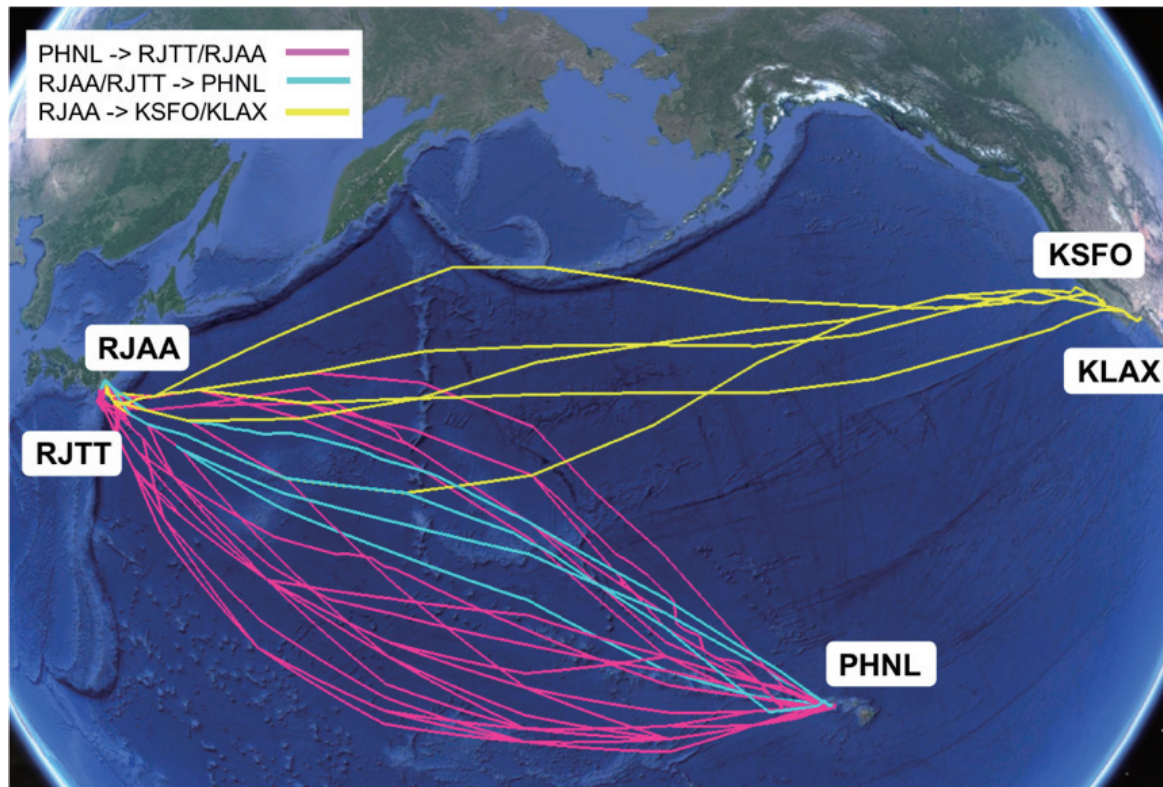 PHNL -> RJTT/RJAA
RJAA/RJTT -> PHNL
RJAA -> KSFO/KLAX
KSFO
RJAA
KLAX
RJTT
PHNL